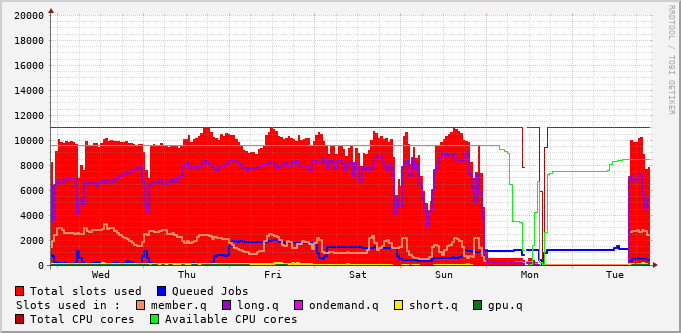 20000
18000
16000
14000
12000
10000
8000
6000
4000
2000
0
Wed Thu Fri Sat Sun Mon Tue
Total slots used Queued Jobs
Slots used in : member.q long.q ondemand.q short.q gpu.q
Total CPU cores Available CPU cores
RRDTOOL / TOBI OETIKER